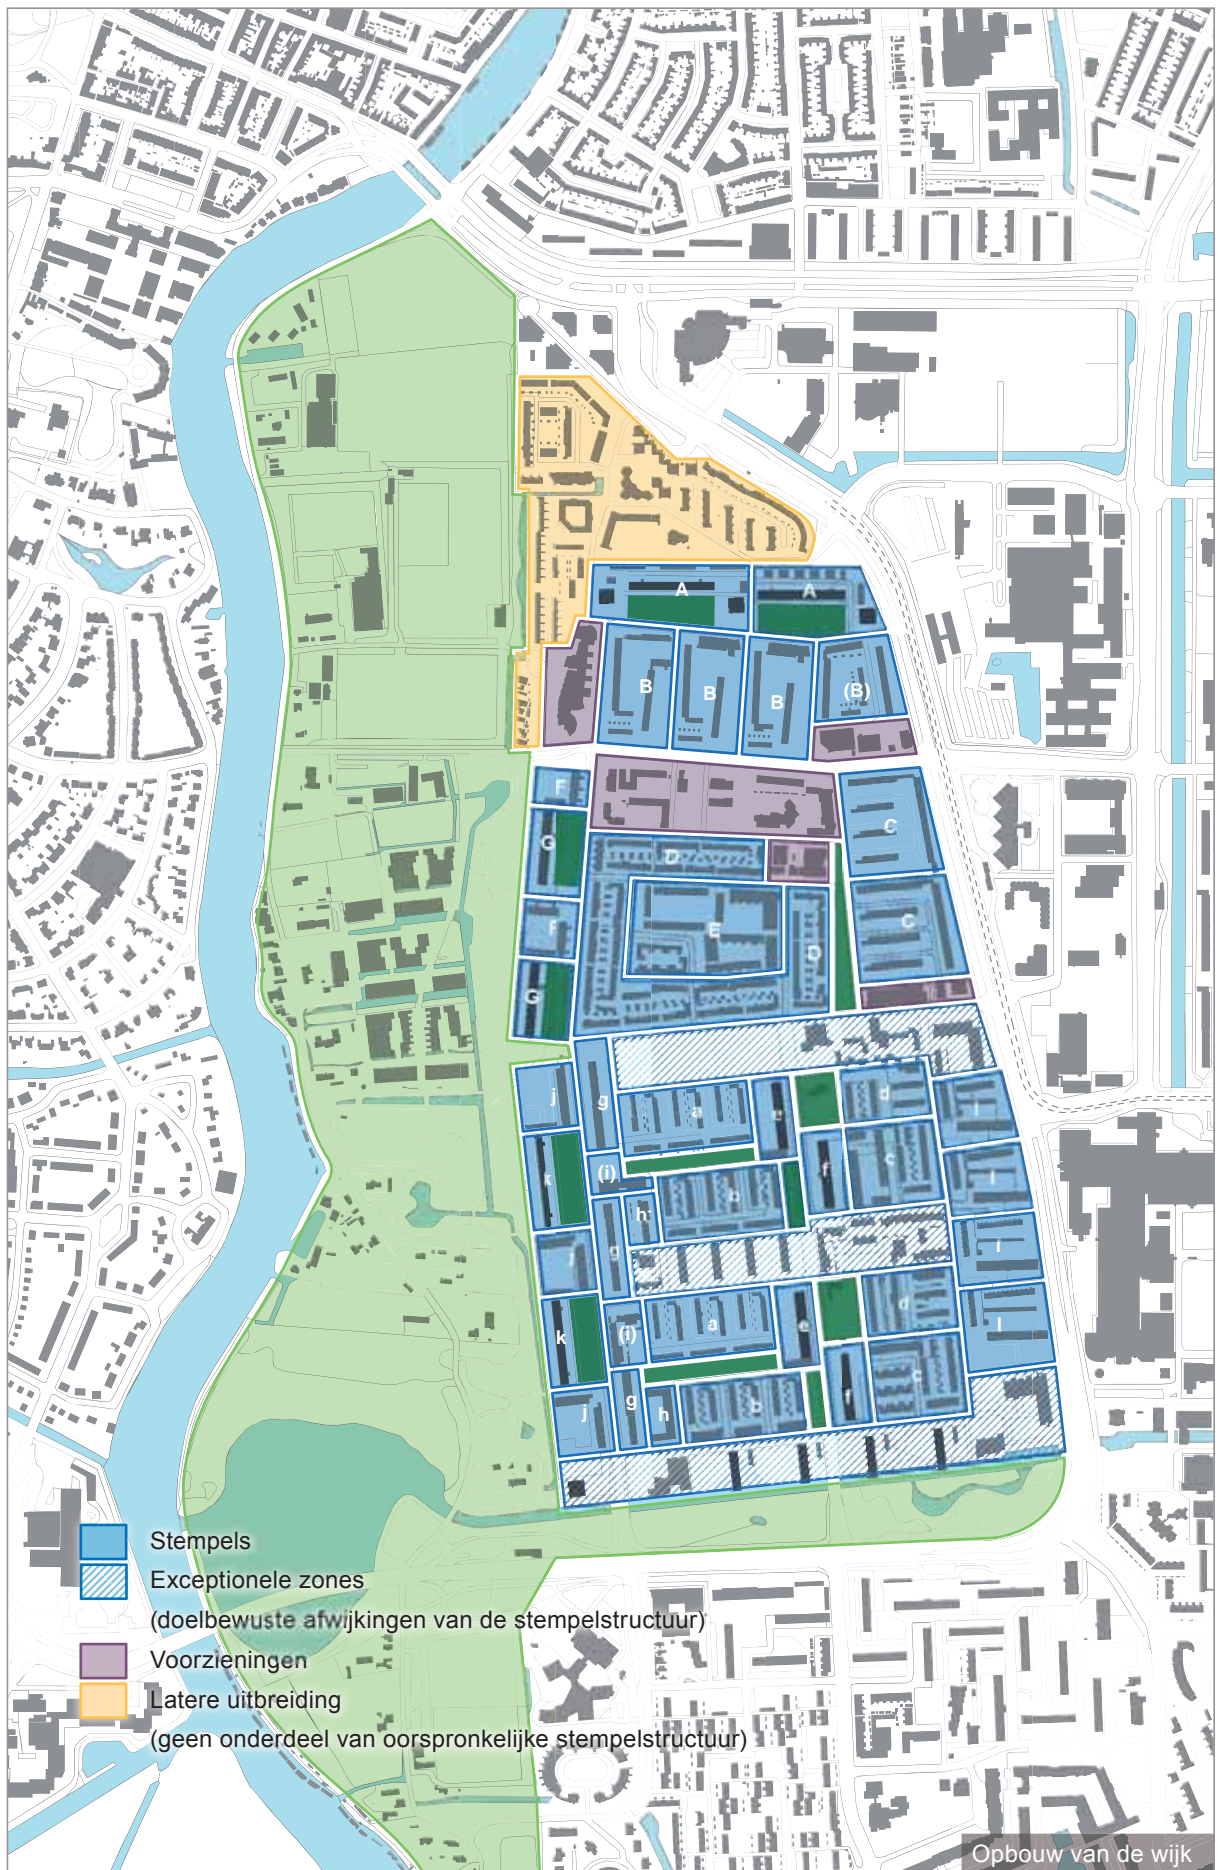 A
A
B
B
B
(B)
F
C
G
D
E
F
C
D
G
j
g
a
e
d
l
k
(i)
f
c
l
b
h
g
j
l
k
(i)
a
e
d
l
j
g
h
b
f
c
Stempels
Exceptionele zones
(doelbewuste afwijkingen van de stempelstructuur)
Voorzieningen
Latere uitbreiding
(geen onderdeel van oorspronkelijke stempelstructuur)
Opbouw van de wijk